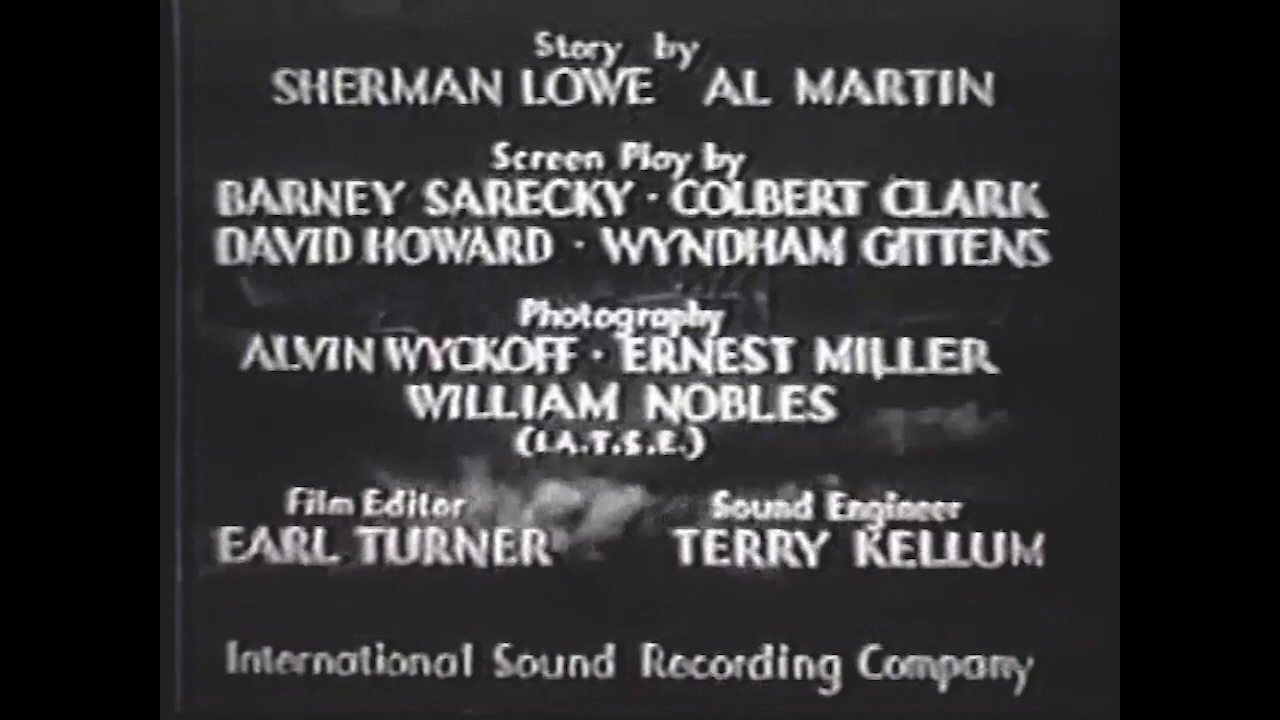 Story by
SHERMAN LOWE AL MARTIN
Screen Play by
BARNEY SARECKY · COLBERT CLARK
DAVID HOWARD · WYNDHAM GITTENS
Photography
ALVIN WYCKOFF · ERNEST MILLER
WILLIAM NOBLES
(I.A.T.S.E.)
Film Editor Sound Engineer
EARL TURNER TERRY KELLUM
International Sound Recording Company